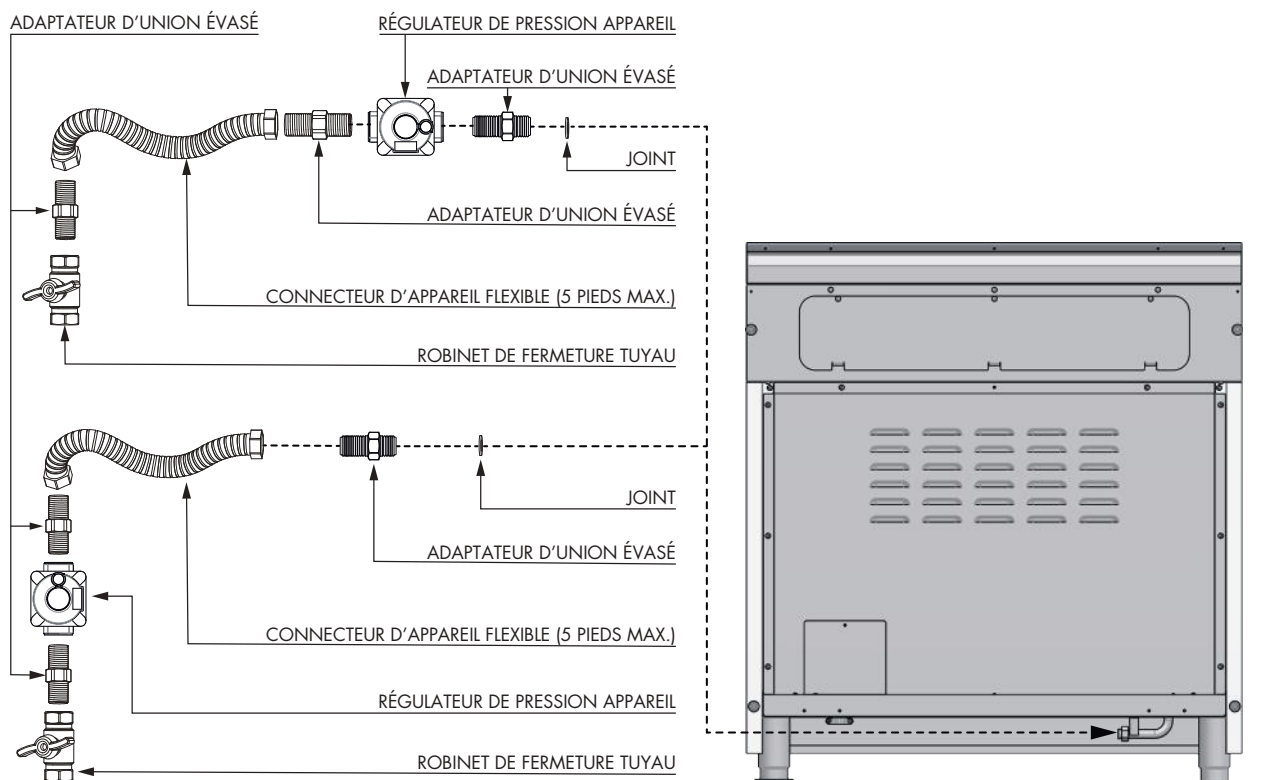 ADAPTATEUR D'UNION ÉVASÉ
RÉGULATEUR DE PRESSION APPAREIL
ADAPTATEUR D'UNION ÉVASÉ
JOINT
ADAPTATEUR D'UNION ÉVASÉ
CONNECTEUR D'APPAREIL FLEXIBLE (5 PIEDS MAX.)
ROBINET DE FERMETURE TUYAU
JOINT
ADAPTATEUR D'UNION ÉVASÉ
CONNECTEUR D'APPAREIL FLEXIBLE (5 PIEDS MAX.)
RÉGULATEUR DE PRESSION APPAREIL
ROBINET DE FERMETURE TUYAU